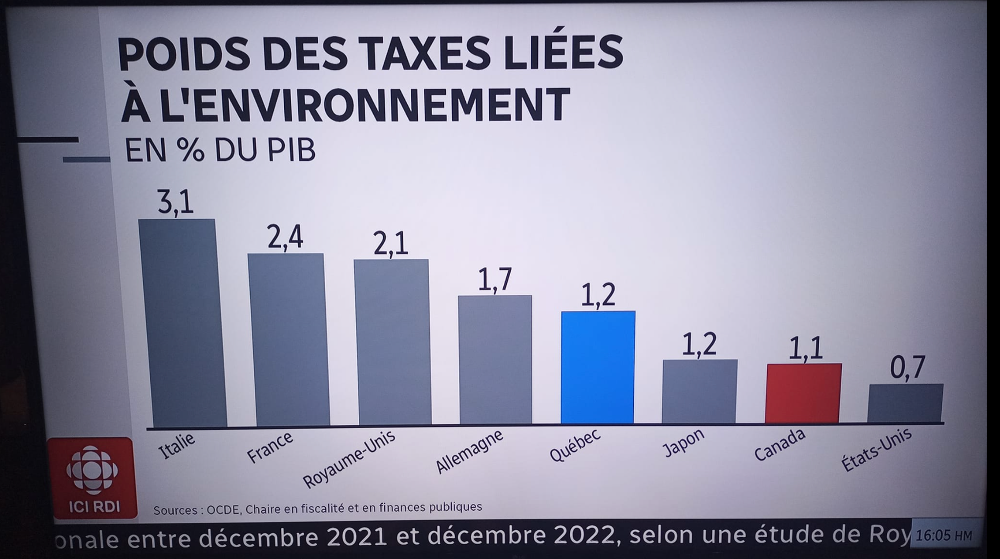 POIDS DES TAXES LIÉES
À L'ENVIRONNEMENT
EN % DU PIB
3,1
2,4
2,1
1,7
1,2
1,2
1,1
0,7
Italie
France
Royaume-Unis
Allemagne
Québec
Japon
Canada
États-Unis
ICI RDI
Sources : OCDE, Chaire en fiscalité et en finances publiques
onale entre décembre 2021 et décembre 2022, selon une étude de Roy
16:05 HM